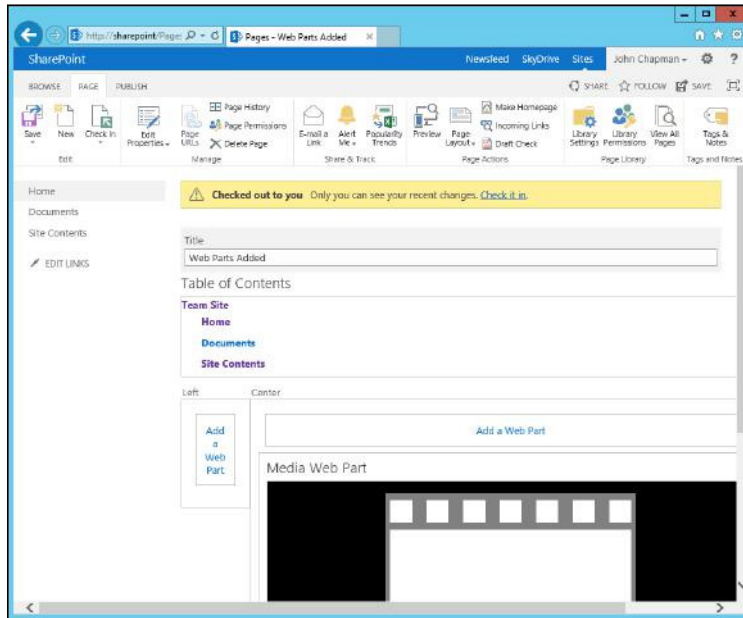 http://sharepoint/Page
Pages - Web Parts Added
SharePoint
Newsfeed SkyDrive Sites John Chapman ?
BROWSE PAGE PUBLISH
SHARE FOLLOW SAVE
Save New Check In Edit Properties
Page URLs
Page History
Page Permissions
Delete Page
E-mail a Link Alert Me Popularity Trends
Preview Page Layout
Make Homepage
Incoming Links
Draft Check
Library Settings Library Permissions View All Pages
Tags & Notes
Edit Manage Share & Track Page Actions Page Library Tags and Notes
Home
Documents
Site Contents
EDIT LINKS
Checked out to you Only you can see your recent changes. Check it in.
Title
Web Parts Added
Table of Contents
Team Site
Home
Documents
Site Contents
Left Center
Add
a
Web
Part
Add a Web Part
Media Web Part